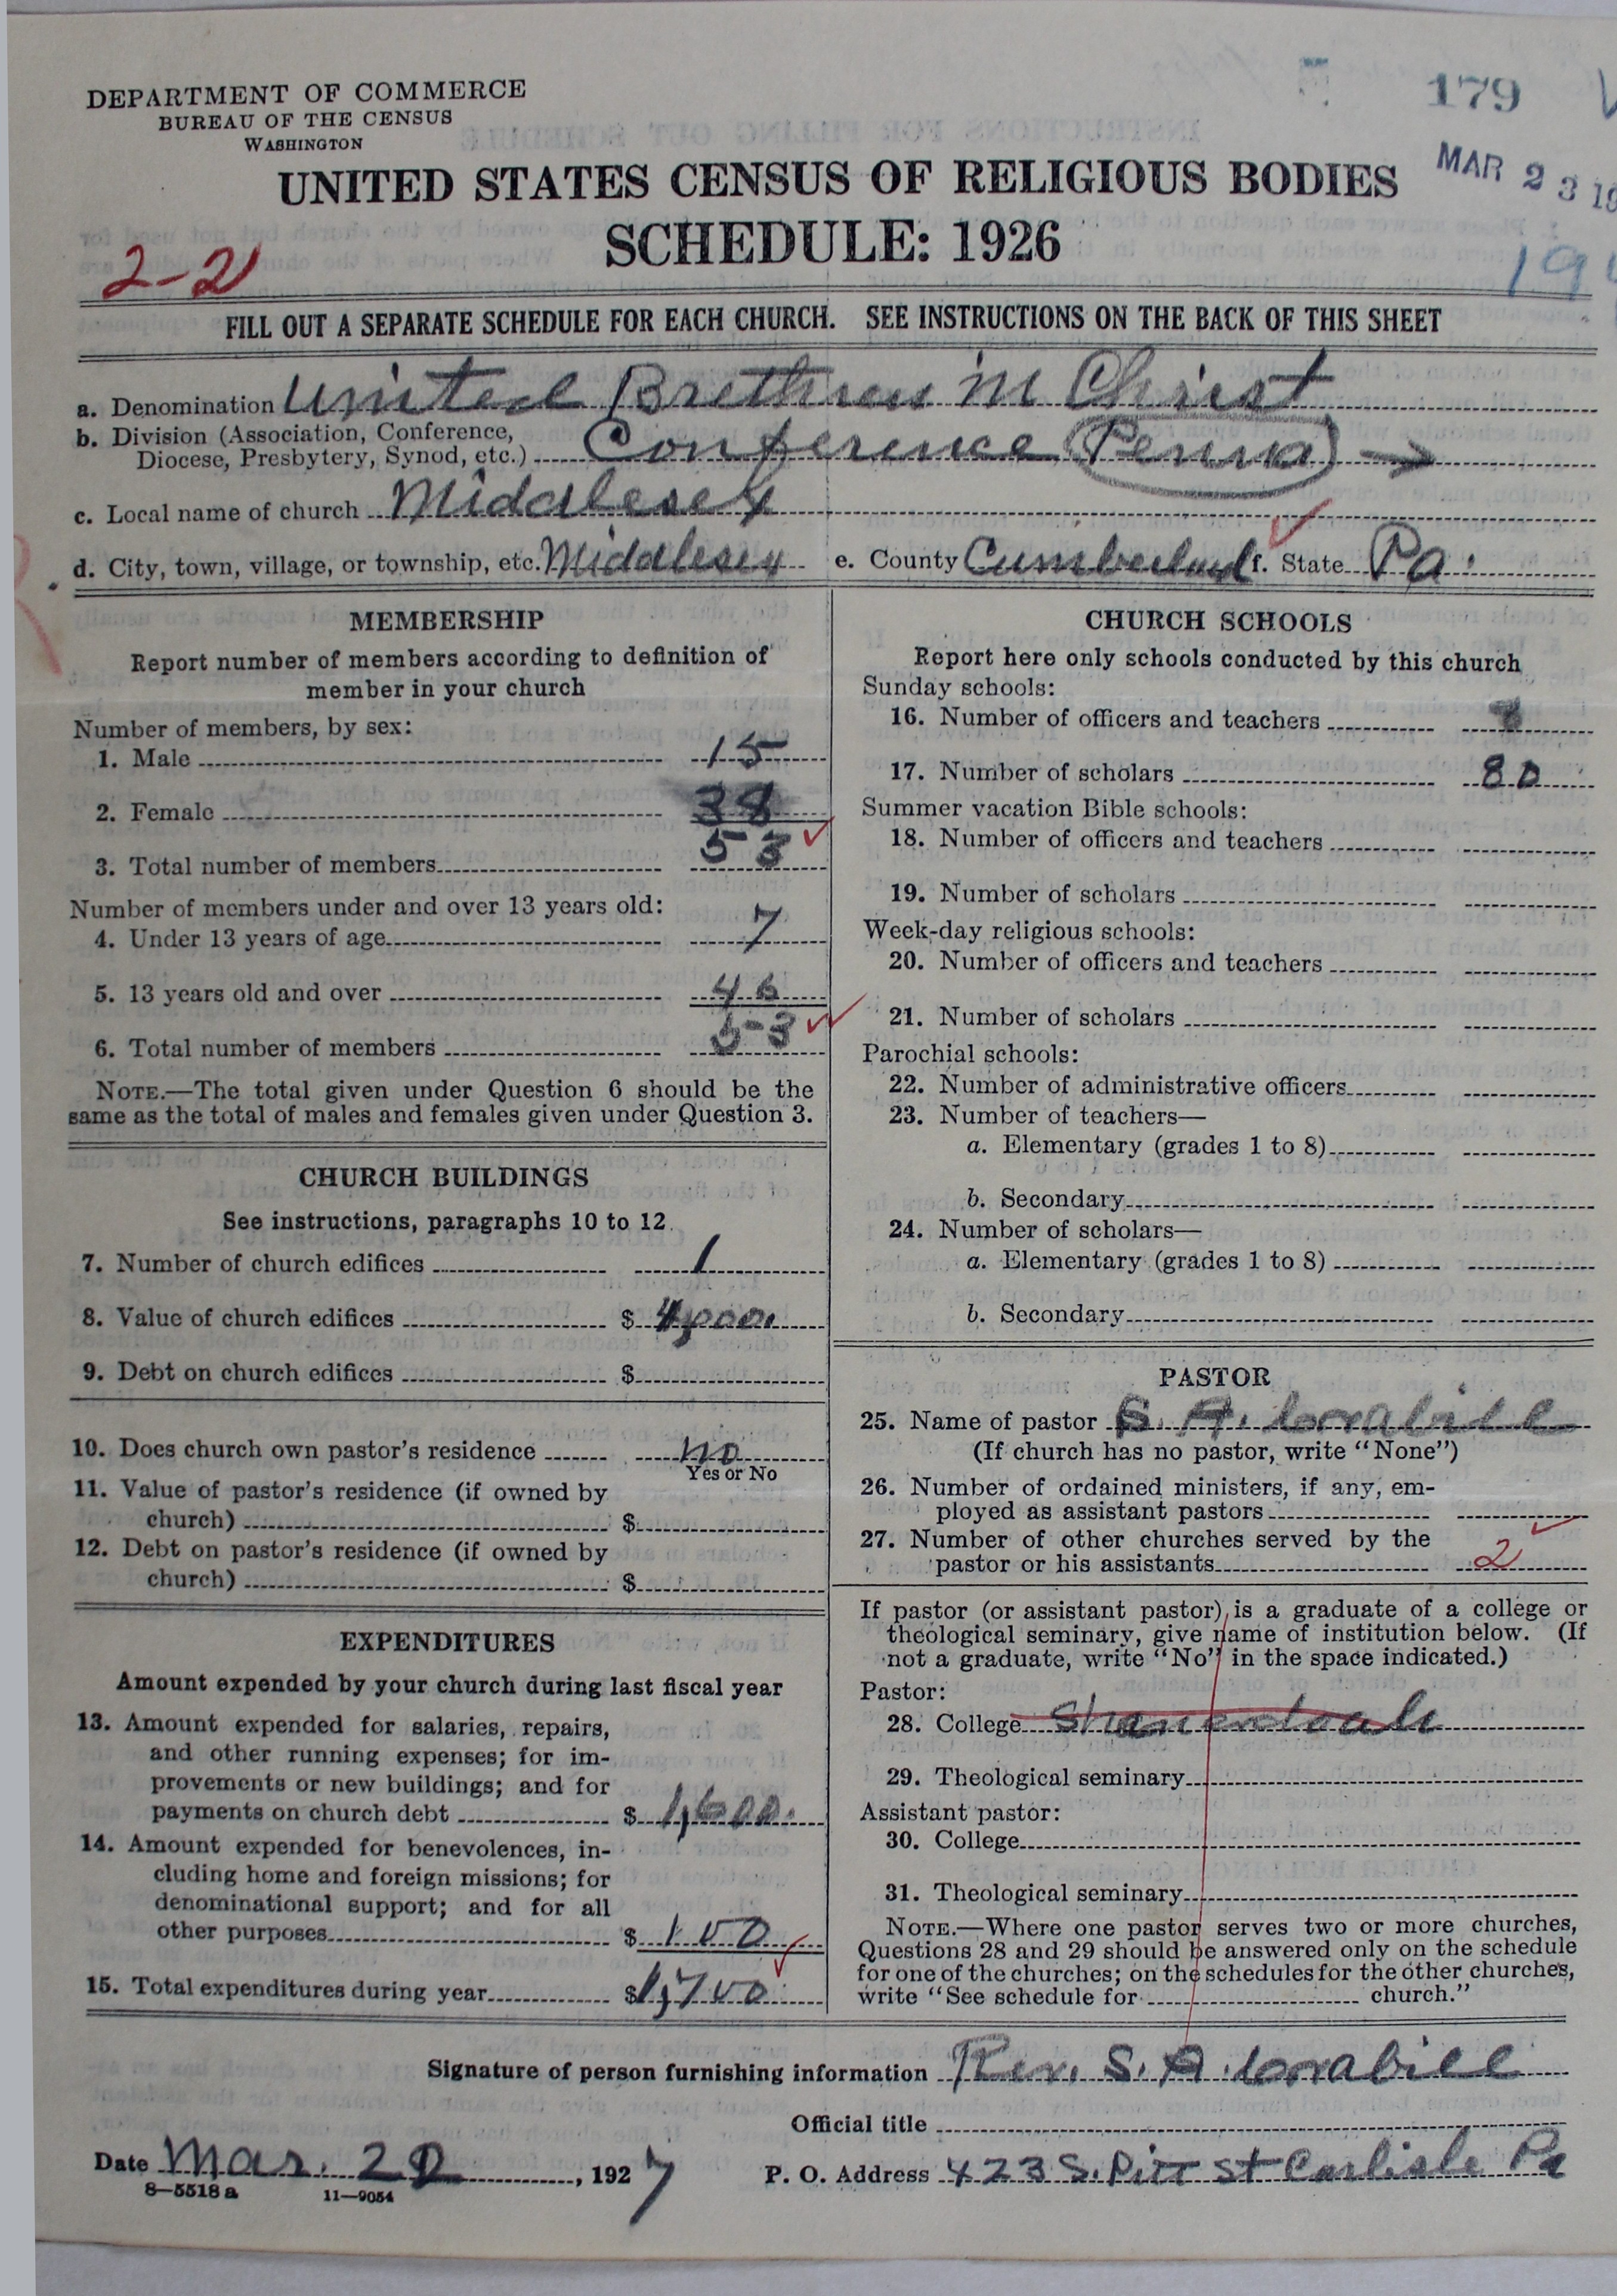 179
DEPARTMENT OF COMMERCE
BUREAU OF THE CENSUS
WASHINGTON
MAR 23 19
UNITED STATES CENSUS OF RELIGIOUS BODIES
SCHEDULE: 1926
2-21
FILL OUT A SEPARATE SCHEDULE FOR EACH CHURCH. SEE INSTRUCTIONS ON THE BACK OF THIS SHEET
a. Denomination United Brethren in Christ
b. Division (Association, Conference,
Diocese, Presbytery, Synod, etc.) Conference (Penna) →
c. Local name of church Middlesex
d. City, town, village, or township, etc. Middlesex e. County Cumberland f. State Pa.
MEMBERSHIP
Report number of members according to definition of
member in your church
Number of members, by sex:
1. Male 15
2. Female 38
3. Total number of members 53
Number of members under and over 13 years old:
4. Under 13 years of age 7
5. 13 years old and over 46
6. Total number of members 53
NOTE.—The total given under Question 6 should be the
same as the total of males and females given under Question 3.
CHURCH BUILDINGS
See instructions, paragraphs 10 to 12
7. Number of church edifices 1
8. Value of church edifices $ 4,000.
9. Debt on church edifices $
10. Does church own pastor's residence no
Yes or No
11. Value of pastor's residence (if owned by
church) $
12. Debt on pastor's residence (if owned by
church) $
EXPENDITURES
Amount expended by your church during last fiscal year
13. Amount expended for salaries, repairs,
and other running expenses; for im-
provements or new buildings; and for
payments on church debt $ 1,600.
14. Amount expended for benevolences, in-
cluding home and foreign missions; for
denominational support; and for all
other purposes $ 100
15. Total expenditures during year $ 1,700
CHURCH SCHOOLS
Report here only schools conducted by this church
Sunday schools:
16. Number of officers and teachers
17. Number of scholars 80
Summer vacation Bible schools:
18. Number of officers and teachers
19. Number of scholars
Week-day religious schools:
20. Number of officers and teachers
21. Number of scholars
Parochial schools:
22. Number of administrative officers
23. Number of teachers—
a. Elementary (grades 1 to 8)
b. Secondary
24. Number of scholars—
a. Elementary (grades 1 to 8)
b. Secondary
PASTOR
25. Name of pastor S. A.
(If church has no pastor, write "None")
26. Number of ordained ministers, if any, em-
ployed as assistant pastors
27. Number of other churches served by the
pastor or his assistants 2
If pastor (or assistant pastor) is a graduate of a college or
theological seminary, give name of institution below. (If
not a graduate, write "No" in the space indicated.)
Pastor:
28. College Shanendoah
29. Theological seminary
Assistant pastor:
30. College
31. Theological seminary
NOTE.—Where one pastor serves two or more churches,
Questions 28 and 29 should be answered only on the schedule
for one of the churches; on the schedules for the other churches,
write "See schedule for church."
Signature of person furnishing information Rev. S. A.
Official title
Date Mar. 22, 1927 P. O. Address 423 S. Pitt St Carlisle Pa
8—5518 a 11—9054